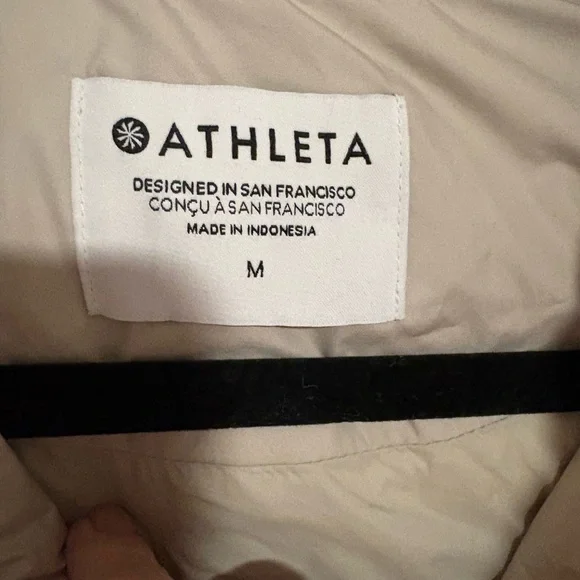 ATHLETA
DESIGNED IN SAN FRANCISCO
CONÇU À SAN FRANCISCO
MADE IN INDONESIA
M